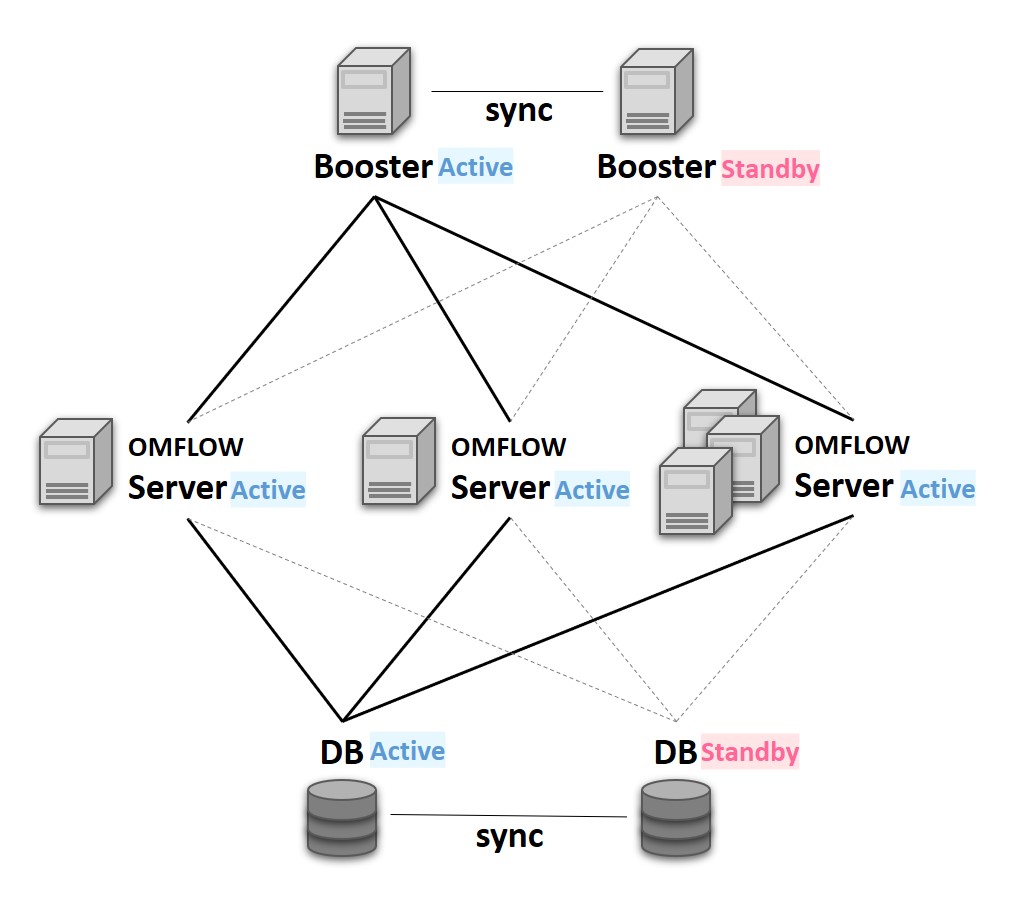 sync
Booster Active
Booster Standby
OMFLOW
Server Active
OMFLOW
Server Active
OMFLOW
Server Active
DB Active
DB Standby
sync